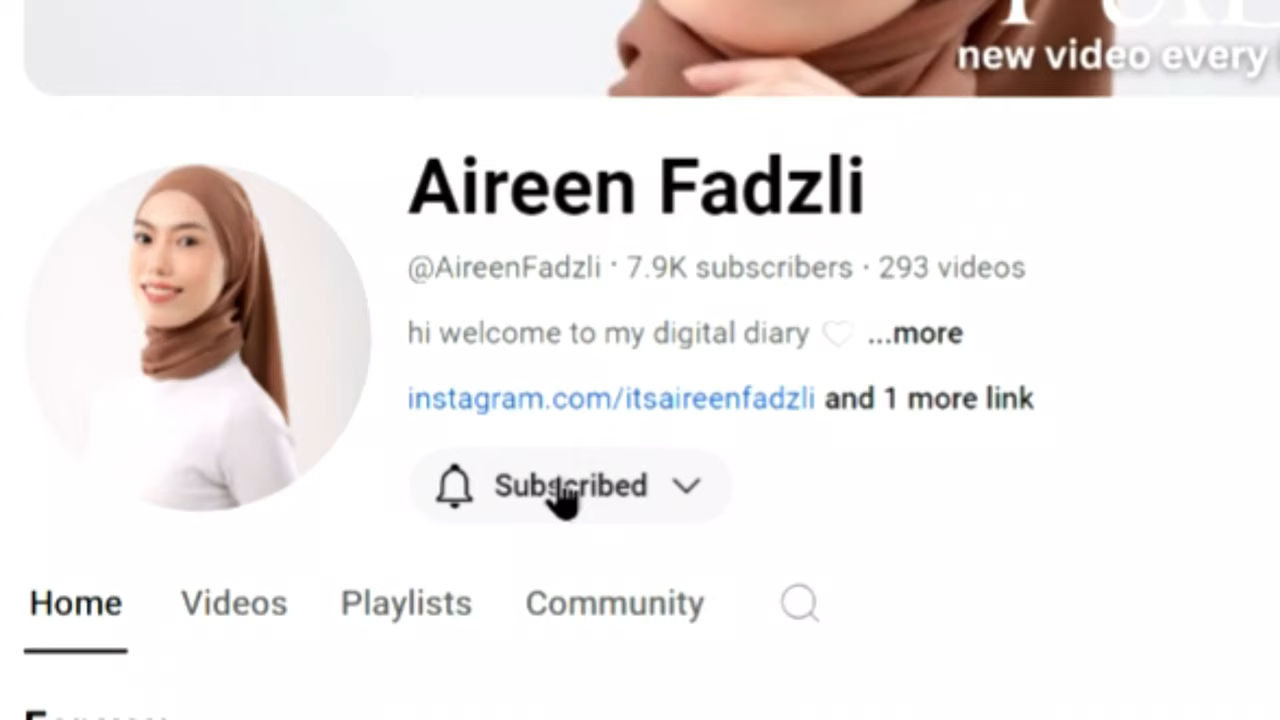 new video every
Aireen Fadzli
@AireenFadzli · 7.9K subscribers · 293 videos
hi welcome to my digital diary ♡ ...more
instagram.com/itsaireenfadzli and 1 more link
Subscribed
Home Videos Playlists Community